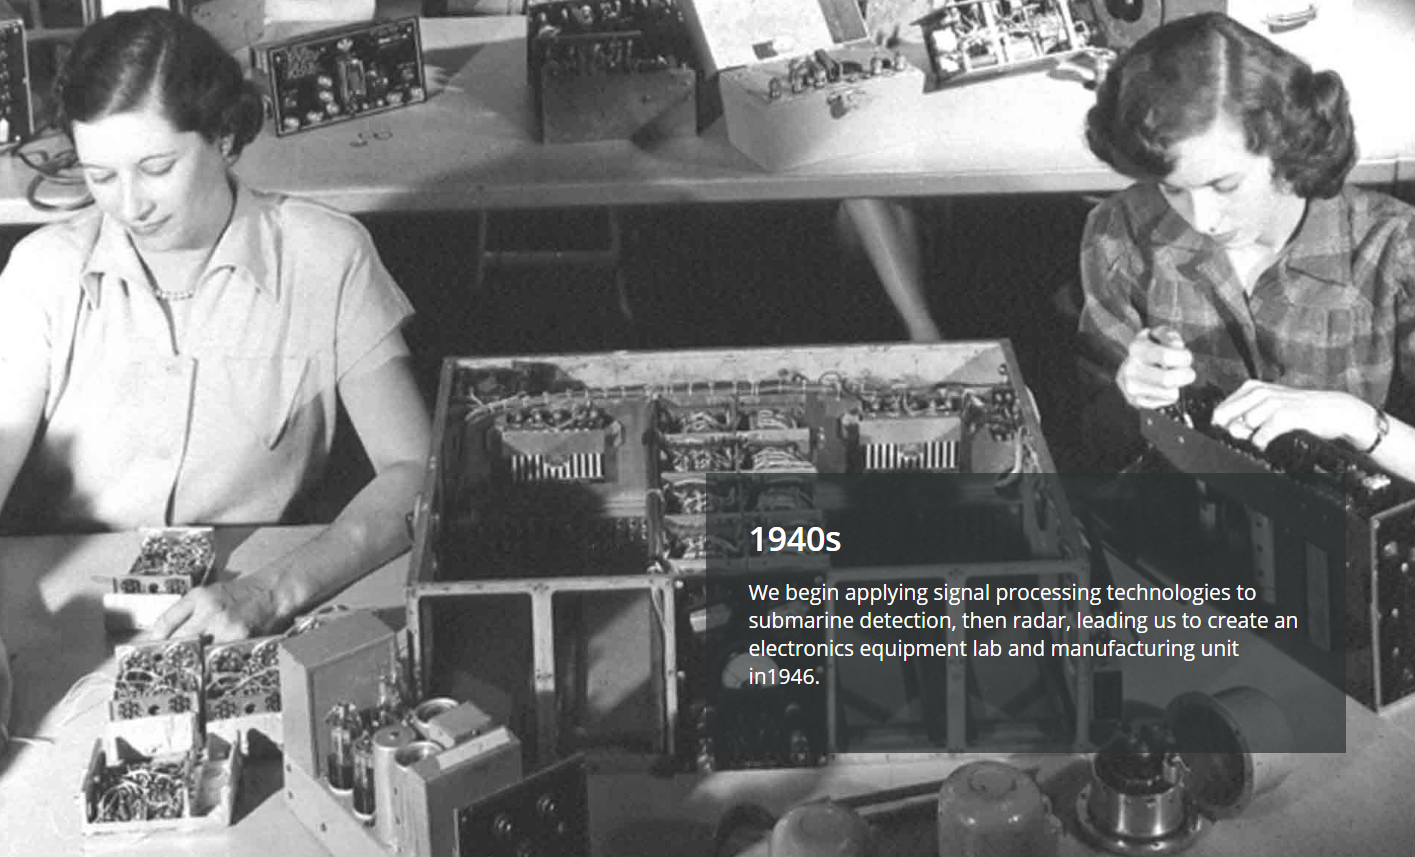 1940s
We begin applying signal processing technologies to
submarine detection, then radar, leading us to create an
electronics equipment lab and manufacturing unit
in1946.